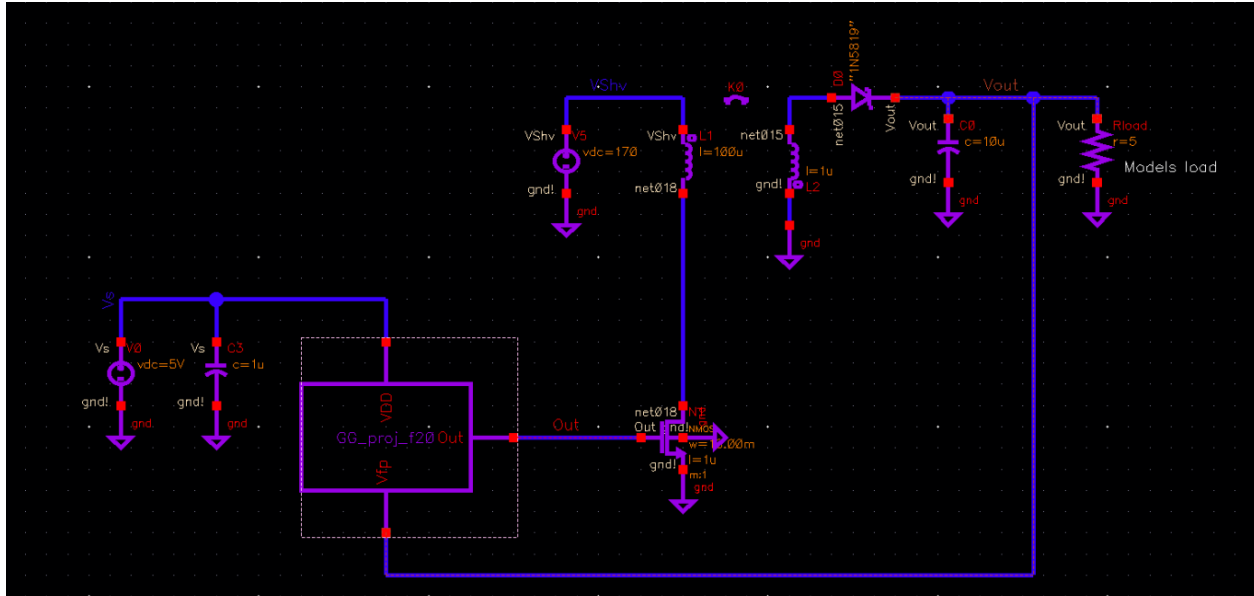 "1N5819"
VShv
K0
D0
Vout
VShv
V5
vdc=170
gnd!
gnd
VShv
L1
l=100u
net018
net015
l=1u
gnd!
L2
gnd
net015
Vout
Vout
C0
c=10u
gnd!
gnd
Vout
Rload
r=5
gnd!
gnd
Models load
Vs
Vs
V0
vdc=5V
gnd!
gnd
Vs
C3
c=1u
gnd!
gnd
VDD
GG_proj_f20
Out
Vfp
Out
net018
Out
gnd!
NMOS
l=1u
gnd!
m:1
gnd